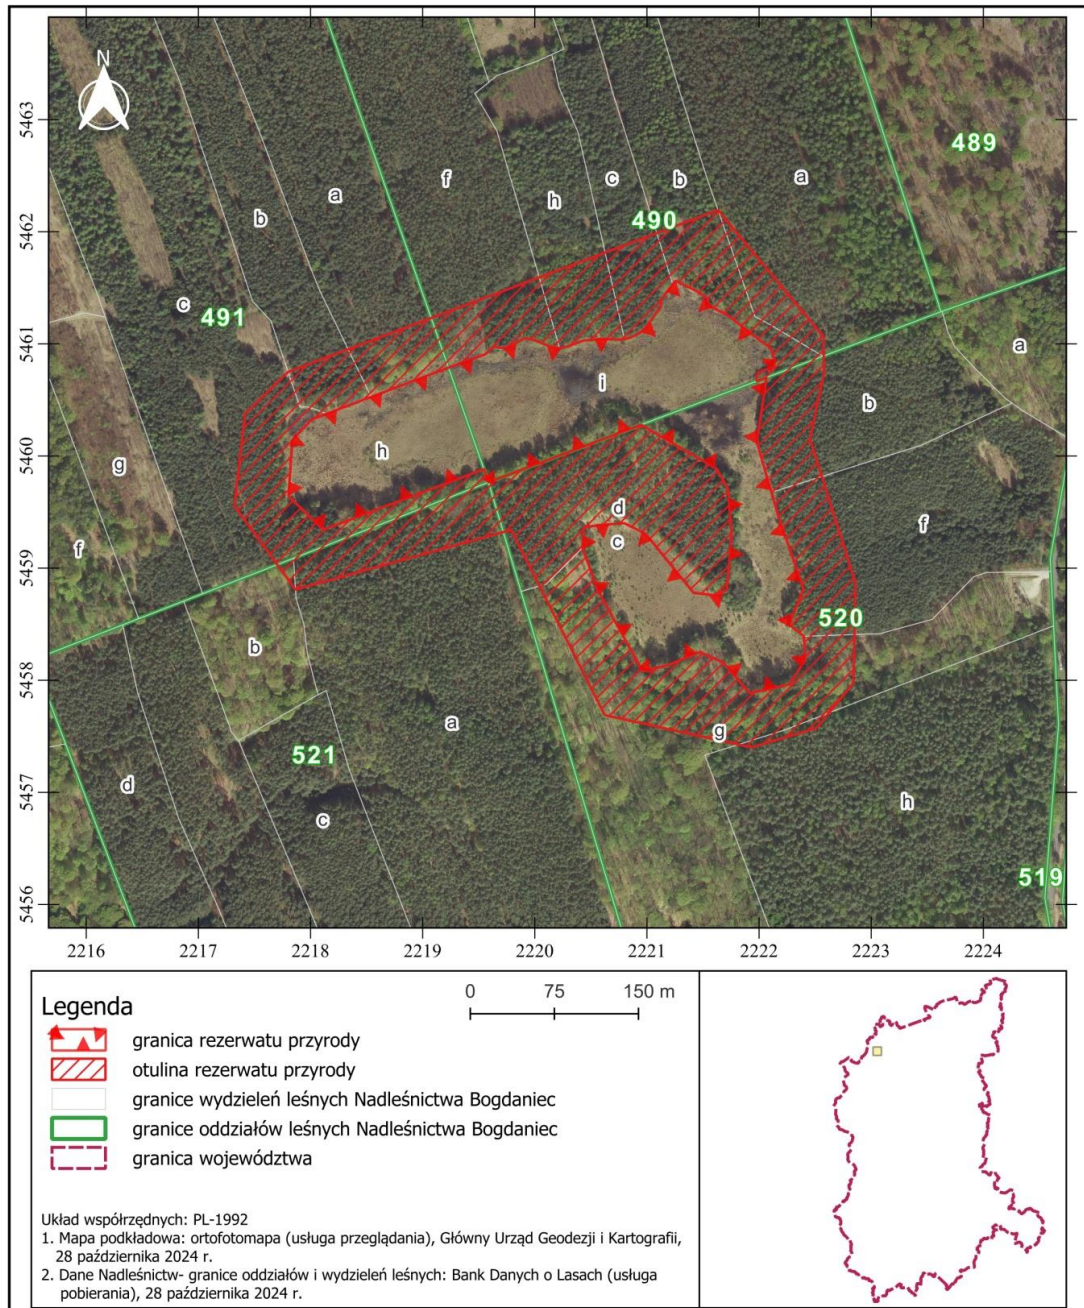 N
489
f
c
b
a
a
h
490
b
5463
5462
5461
5460
5459
5458
5457
5456
c
491
a
i
b
h
g
d
f
f
c
520
b
a
g
521
d
h
c
519
2216 2217 2218 2219 2220 2221 2222 2223 2224
Legenda
0 75 150 m
granica rezerwatu przyrody
otulina rezerwatu przyrody
granice wydzieleń leśnych Nadleśnictwa Bogdaniec
granice oddziałów leśnych Nadleśnictwa Bogdaniec
granica województwa
Układ współrzędnych: PL-1992
1. Mapa podkładowa: ortofotomapa (usługa przeglądania), Główny Urząd Geodezji i Kartografii,
28 października 2024 r.
2. Dane Nadleśnictw- granice oddziałów i wydzieleń leśnych: Bank Danych o Lasach (usługa
pobierania), 28 października 2024 r.